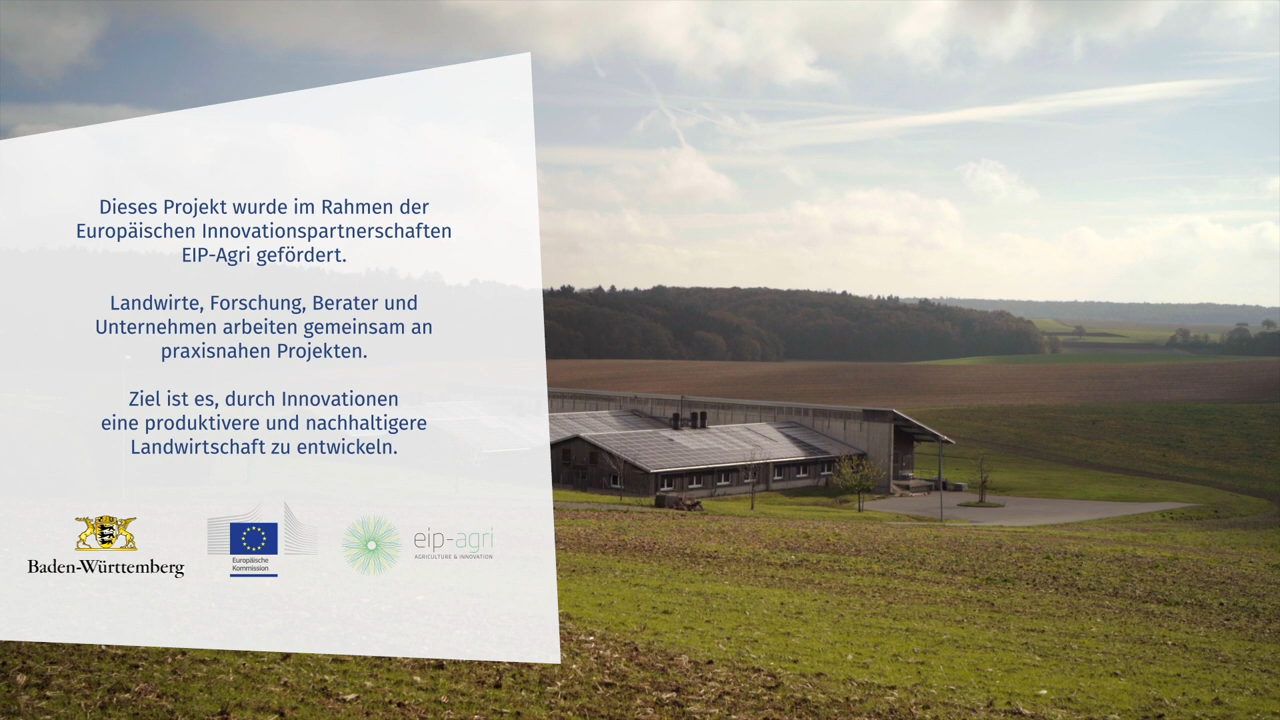 Dieses Projekt wurde im Rahmen der
Europäischen Innovationspartnerschaften
EIP-Agri gefördert.
Landwirte, Forschung, Berater und
Unternehmen arbeiten gemeinsam an
praxisnahen Projekten.
Ziel ist es, durch Innovationen
eine produktivere und nachhaltigere
Landwirtschaft zu entwickeln.
Baden-Württemberg
Europäische
Kommission
eip-agri
AGRICULTURE & INNOVATION